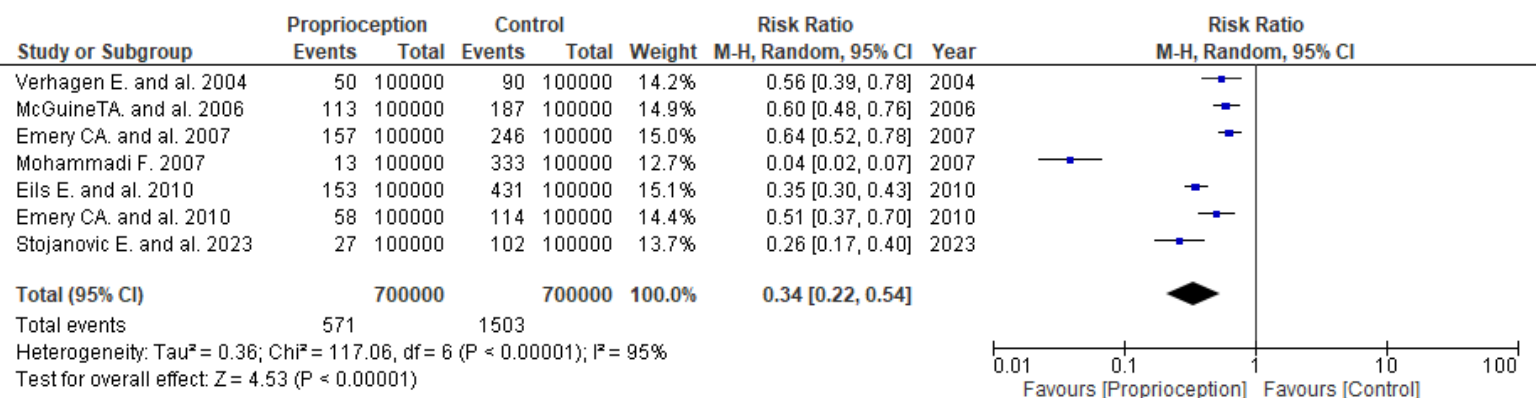 Proprioception Control Risk Ratio Risk Ratio
Study or Subgroup Events Total Events Total Weight M-H, Random, 95% CI Year M-H, Random, 95% CI
Verhagen E. and al. 2004 50 100000 90 100000 14.2% 0.56 [0.39, 0.78] 2004
McGuineTA. and al. 2006 113 100000 187 100000 14.9% 0.60 [0.48, 0.76] 2006
Emery CA. and al. 2007 157 100000 246 100000 15.0% 0.64 [0.52, 0.78] 2007
Mohammadi F. 2007 13 100000 333 100000 12.7% 0.04 [0.02, 0.07] 2007
Eils E. and al. 2010 153 100000 431 100000 15.1% 0.35 [0.30, 0.43] 2010
Emery CA. and al. 2010 58 100000 114 100000 14.4% 0.51 [0.37, 0.70] 2010
Stojanovic E. and al. 2023 27 100000 102 100000 13.7% 0.26 [0.17, 0.40] 2023
Total (95% CI) 700000 700000 100.0% 0.34 [0.22, 0.54]
Total events 571 1503
Heterogeneity: Tau² = 0.36; Chi² = 117.06, df = 6 (P < 0.00001); I² = 95%
Test for overall effect: Z = 4.53 (P < 0.00001)
0.01 0.1 1 10 100
Favours [Proprioception] Favours [Control]